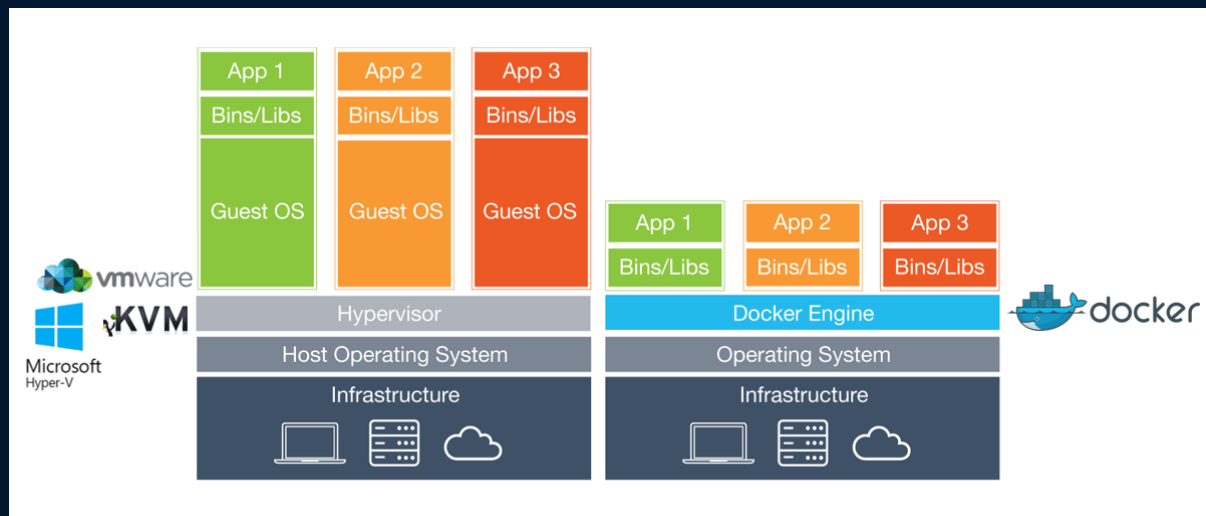 App 1
App 2
App 3
Bins/Libs
Bins/Libs
Bins/Libs
Guest OS
Guest OS
Guest OS
vmware
KVM
Microsoft
Hyper-V
Hypervisor
Host Operating System
Infrastructure
App 1
App 2
App 3
Bins/Libs
Bins/Libs
Bins/Libs
Docker Engine
docker
Operating System
Infrastructure